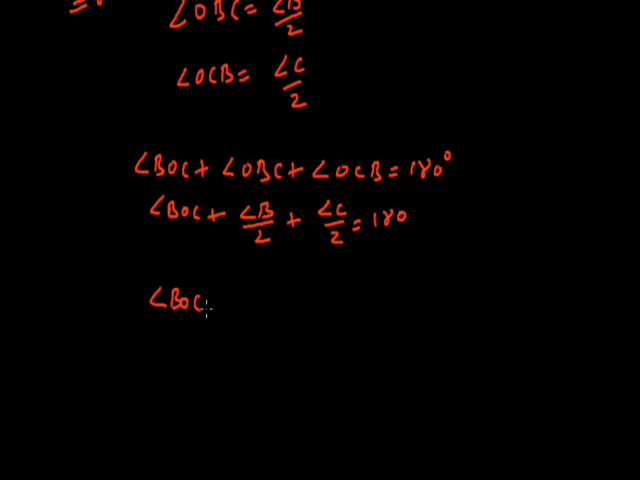 ∠OBC = ∠B/2
∠OCB = ∠C/2
∠BOC + ∠OBC + ∠OCB = 180°
∠BOC + ∠B/2 + ∠C/2 = 180
∠BOC